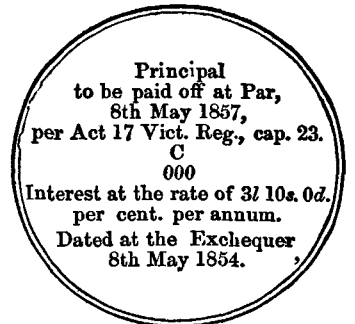 Principal
to be paid off at Par,
8th May 1857,
per Act 17 Vict. Reg., cap. 23.
C
000
Interest at the rate of 3l 10s. 0d.
per cent. per annum.
Dated at the Exchequer
8th May 1854.